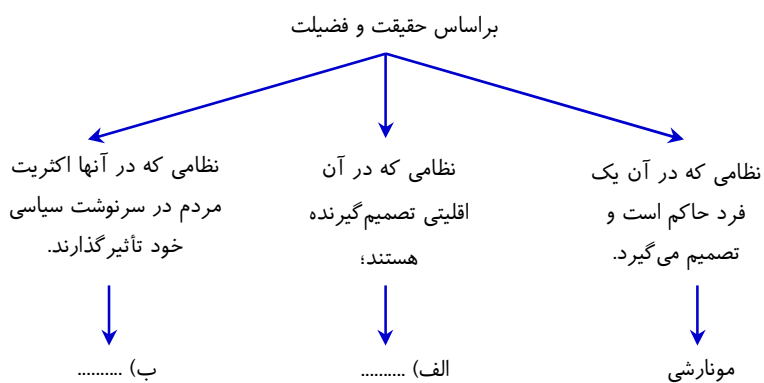 براساس حقیقت و فضیلت
نظامی که در آن یک
فرد حاکم است و
تصمیم می‌گیرد.
نظامی که در آن
اقلیتی تصمیم‌گیرنده
هستند؛
نظامی که در آنها اکثریت
مردم در سرنوشت سیاسی
خود تأثیرگذارند.
مونارشی
الف) ..........
ب) ..........